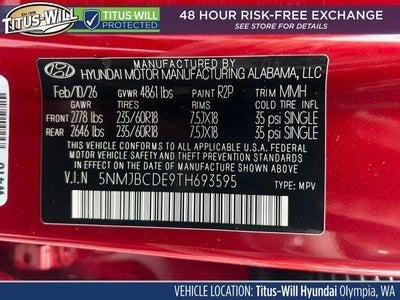 TITUS-WILL
TITUS-WILL
PROTECTED
48 HOUR RISK-FREE EXCHANGE
SEE STORE FOR DETAILS
HYUNDAI MOTOR MANUFACTURING ALABAMA, LLC
Feb/10/26 GVWR 4861 lbs PAINT R2P TRIM MMH
GAWR TIRES RIMS COLD INFL
FRONT 2778 lbs 235/60R18 7.5JX18 35 psi SINGLE
REAR 2646 lbs 235/60R18 7.5JX18 35 psi SINGLE
THIS VEHICLE CONFORMS TO ALL APPLICABLE U.S.A. FEDERAL
MOTOR VEHICLE SAFETY, BUMPER, AND THEFT PREVENTION
STANDARDS IN EFFECT ON THE DATE OF MANUFACTURE
SHOWN ABOVE.
V.I.N 5NMJBCDE9TH693595 TYPE: MPV
W410
VEHICLE LOCATION: Titus-Will Hyundai Olympia, WA